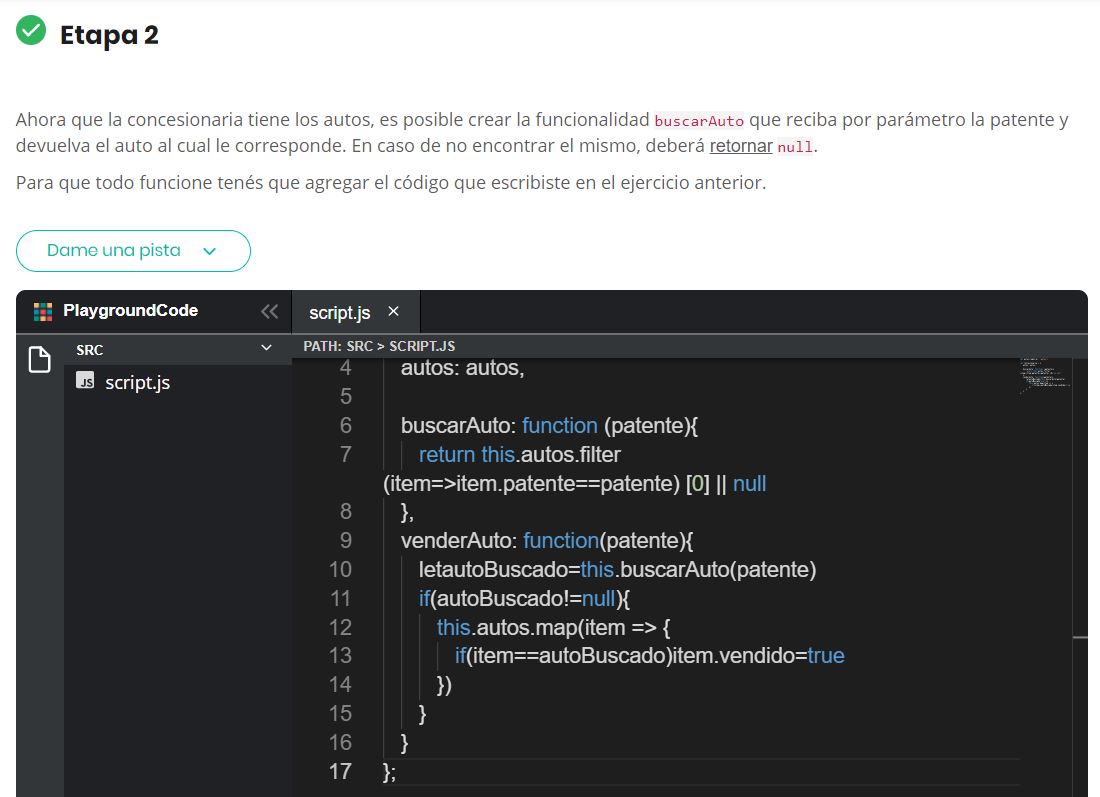 Etapa 2
Ahora que la concesionaria tiene los autos, es posible crear la funcionalidad buscarAuto que reciba por parámetro la patente y
devuelva el auto al cual le corresponde. En caso de no encontrar el mismo, deberá retornar null.
Para que todo funcione tenés que agregar el código que escribiste en el ejercicio anterior.
Dame una pista
PlaygroundCode
script.js
SRC
PATH: SRC > SCRIPT.JS
JS script.js
4 autos: autos,
5
6 buscarAuto: function (patente){
7 return this.autos.filter
(item=>item.patente==patente) [0] || null
8 },
9 venderAuto: function(patente){
10 letautoBuscado=this.buscarAuto(patente)
11 if(autoBuscado!=null){
12 this.autos.map(item => {
13 if(item==autoBuscado)item.vendido=true
14 })
15 }
16 }
17 };